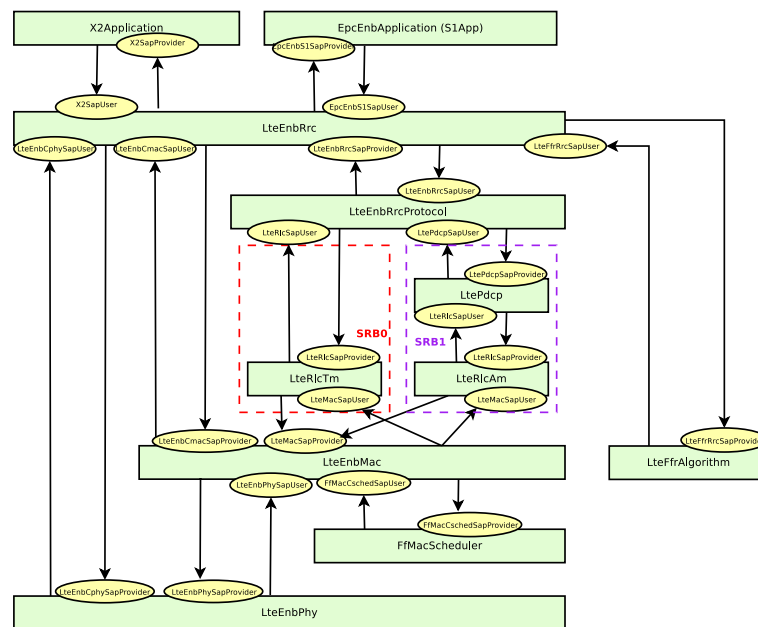 X2Application
EpcEnbApplication (S1App)
X2SapProvider
EpcEnbS1SapProvider
X2SapUser
EpcEnbS1SapUser
LteEnbRrc
LteEnbCphySapUser
LteEnbCmacSapUser
LteEnbRrcSapProvider
LteFfrRrcSapUser
LteEnbRrcSapUser
LteEnbRrcProtocol
LteRlcSapUser
LtePdcpSapUser
LtePdcpSapProvider
LtePdcp
LteRlcSapUser
SRB0
SRB1
LteRlcSapProvider
LteRlcSapProvider
LteRlcTm
LteRlcAm
LteMacSapUser
LteMacSapUser
LteEnbCmacSapProvider
LteMacSapProvider
LteFfrRrcSapProvider
LteEnbMac
LteFfrAlgorithm
LteEnbPhySapUser
FfMacCschedSapUser
FfMacCschedSapProvider
FfMacScheduler
LteEnbCphySapProvider
LteEnbPhySapProvider
LteEnbPhy